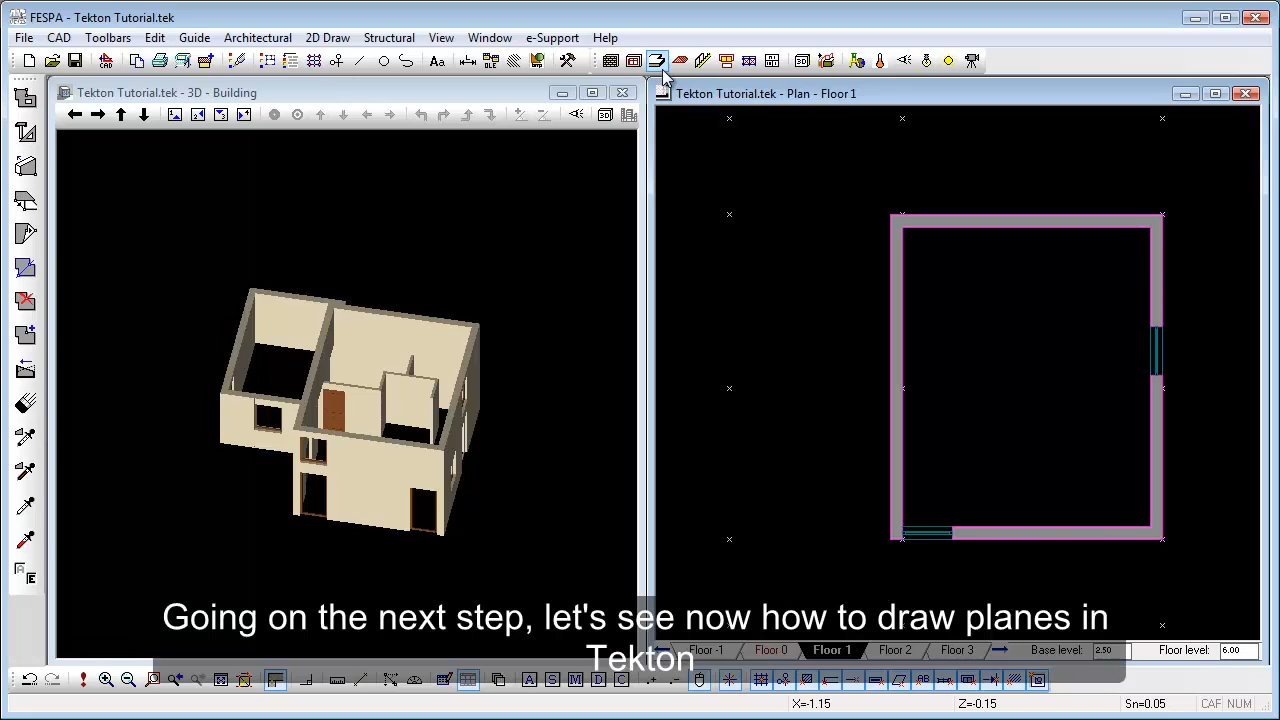 FESPA - Tekton Tutorial.tek
File CAD Toolbars Edit Guide Architectural 2D Draw Structural View Window e-Support Help
Tekton Tutorial.tek - 3D - Building
Tekton Tutorial.tek - Plan - Floor1
Going on the next step, let's see now how to draw planes in
Tekton
Floor -1 Floor 0 Floor 1 Floor 2 Floor 3 Base level: 2.50 Floor level: 6.00
X=-1.15 Z=-0.15 Sn=0.05 CAF NUM